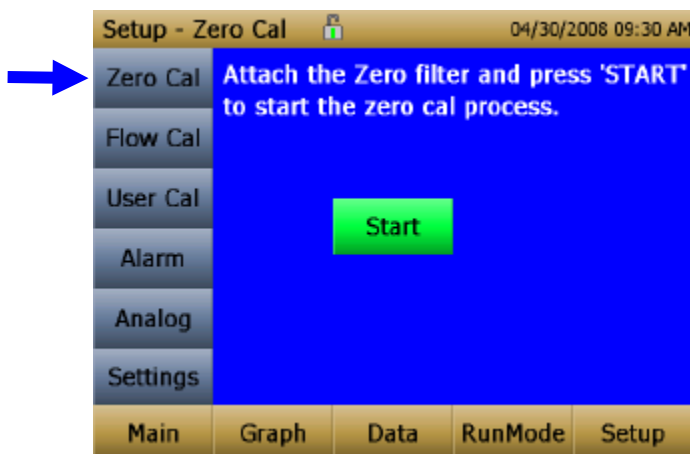 Setup - Zero Cal 04/30/2008 09:30 AM
Zero Cal
Flow Cal
User Cal
Alarm
Analog
Settings
Attach the Zero filter and press 'START'
to start the zero cal process.
Start
Main Graph Data RunMode Setup